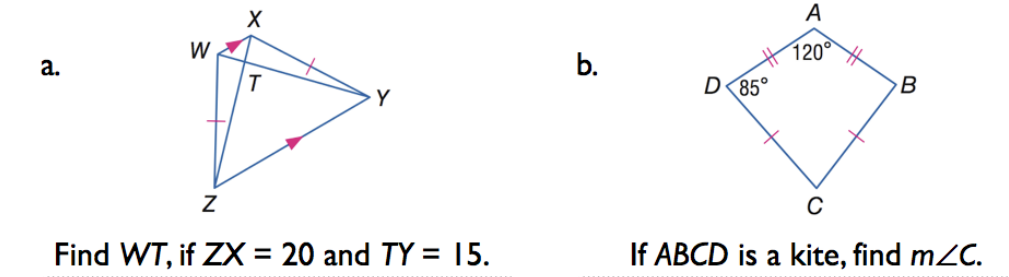 a.
X
W
T
Y
Z
Find WT, if ZX = 20 and TY = 15.
b.
A
120°
D 85°
B
C
If ABCD is a kite, find m∠C.